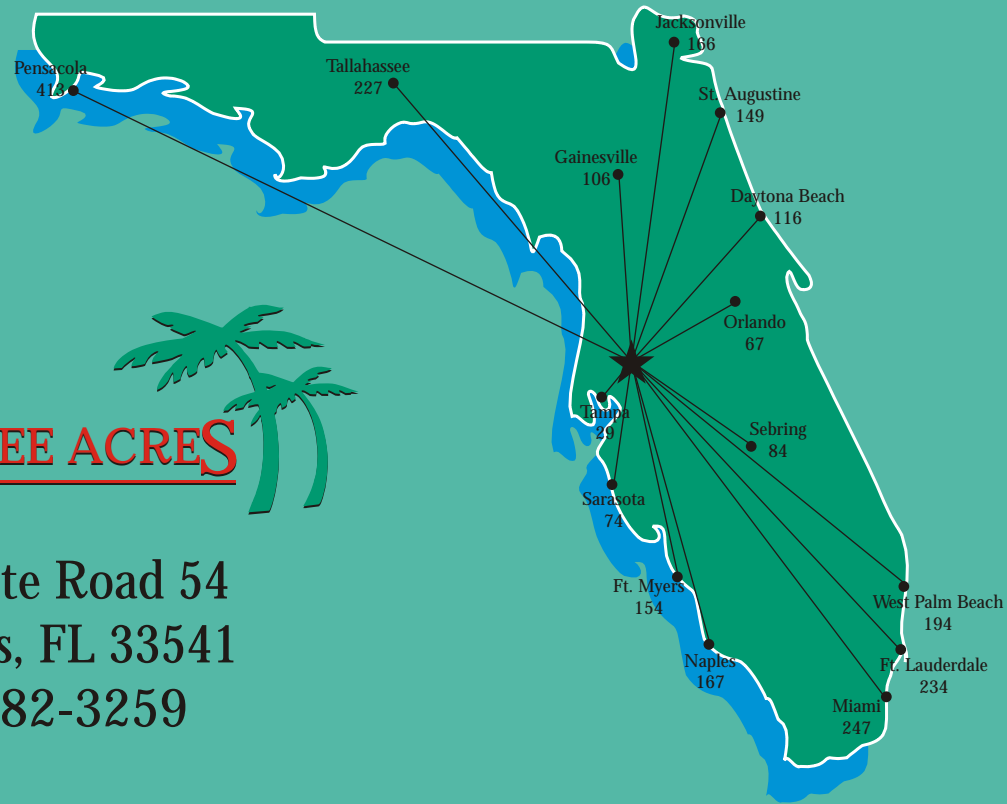 Jacksonville
166
Pensacola
413
Tallahassee
227
St. Augustine
149
Gainesville
106
Daytona Beach
116
Orlando
67
Tampa
29
Sebring
84
Sarasota
74
Ft. Myers
154
West Palm Beach
194
Naples
167
Ft. Lauderdale
234
Miami
247
EE ACRES
te Road 54
s, FL 33541
82-3259